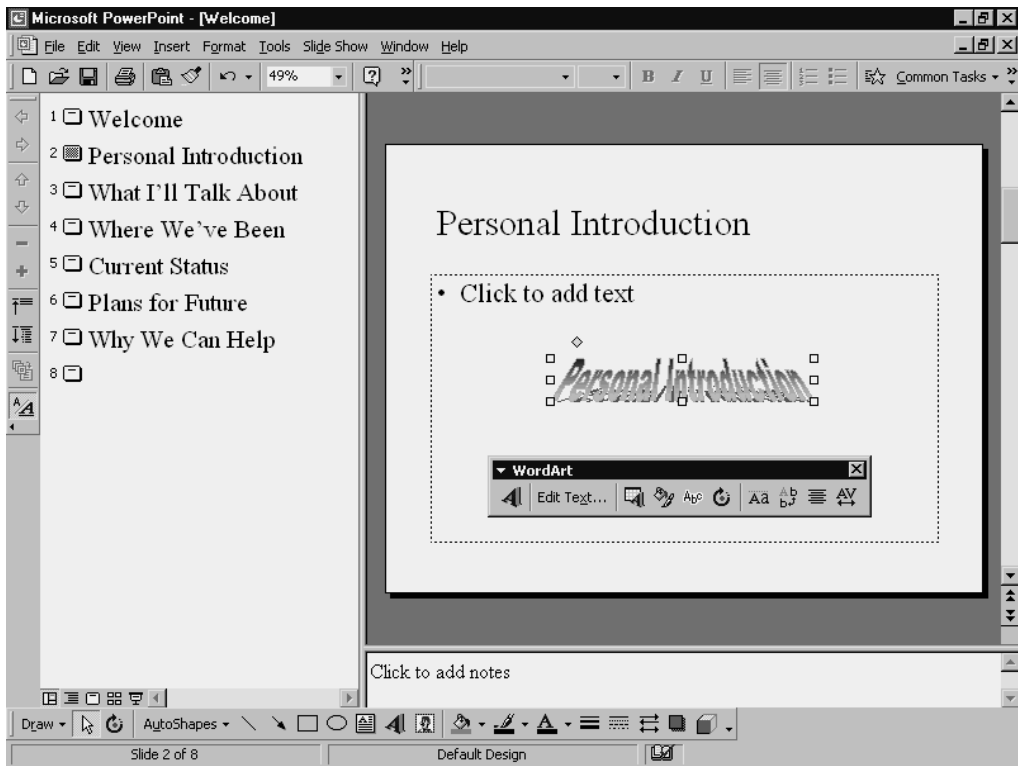 Microsoft PowerPoint - [Welcome]
File Edit View Insert Format Tools Slide Show Window Help
49% B I U Common Tasks
1 Welcome
2 Personal Introduction
3 What I'll Talk About
4 Where We've Been
5 Current Status
6 Plans for Future
7 Why We Can Help
8
Personal Introduction
• Click to add text
Personal Introduction
WordArt
Edit Text... Abc Aa
Click to add notes
Draw AutoShapes
Slide 2 of 8 Default Design